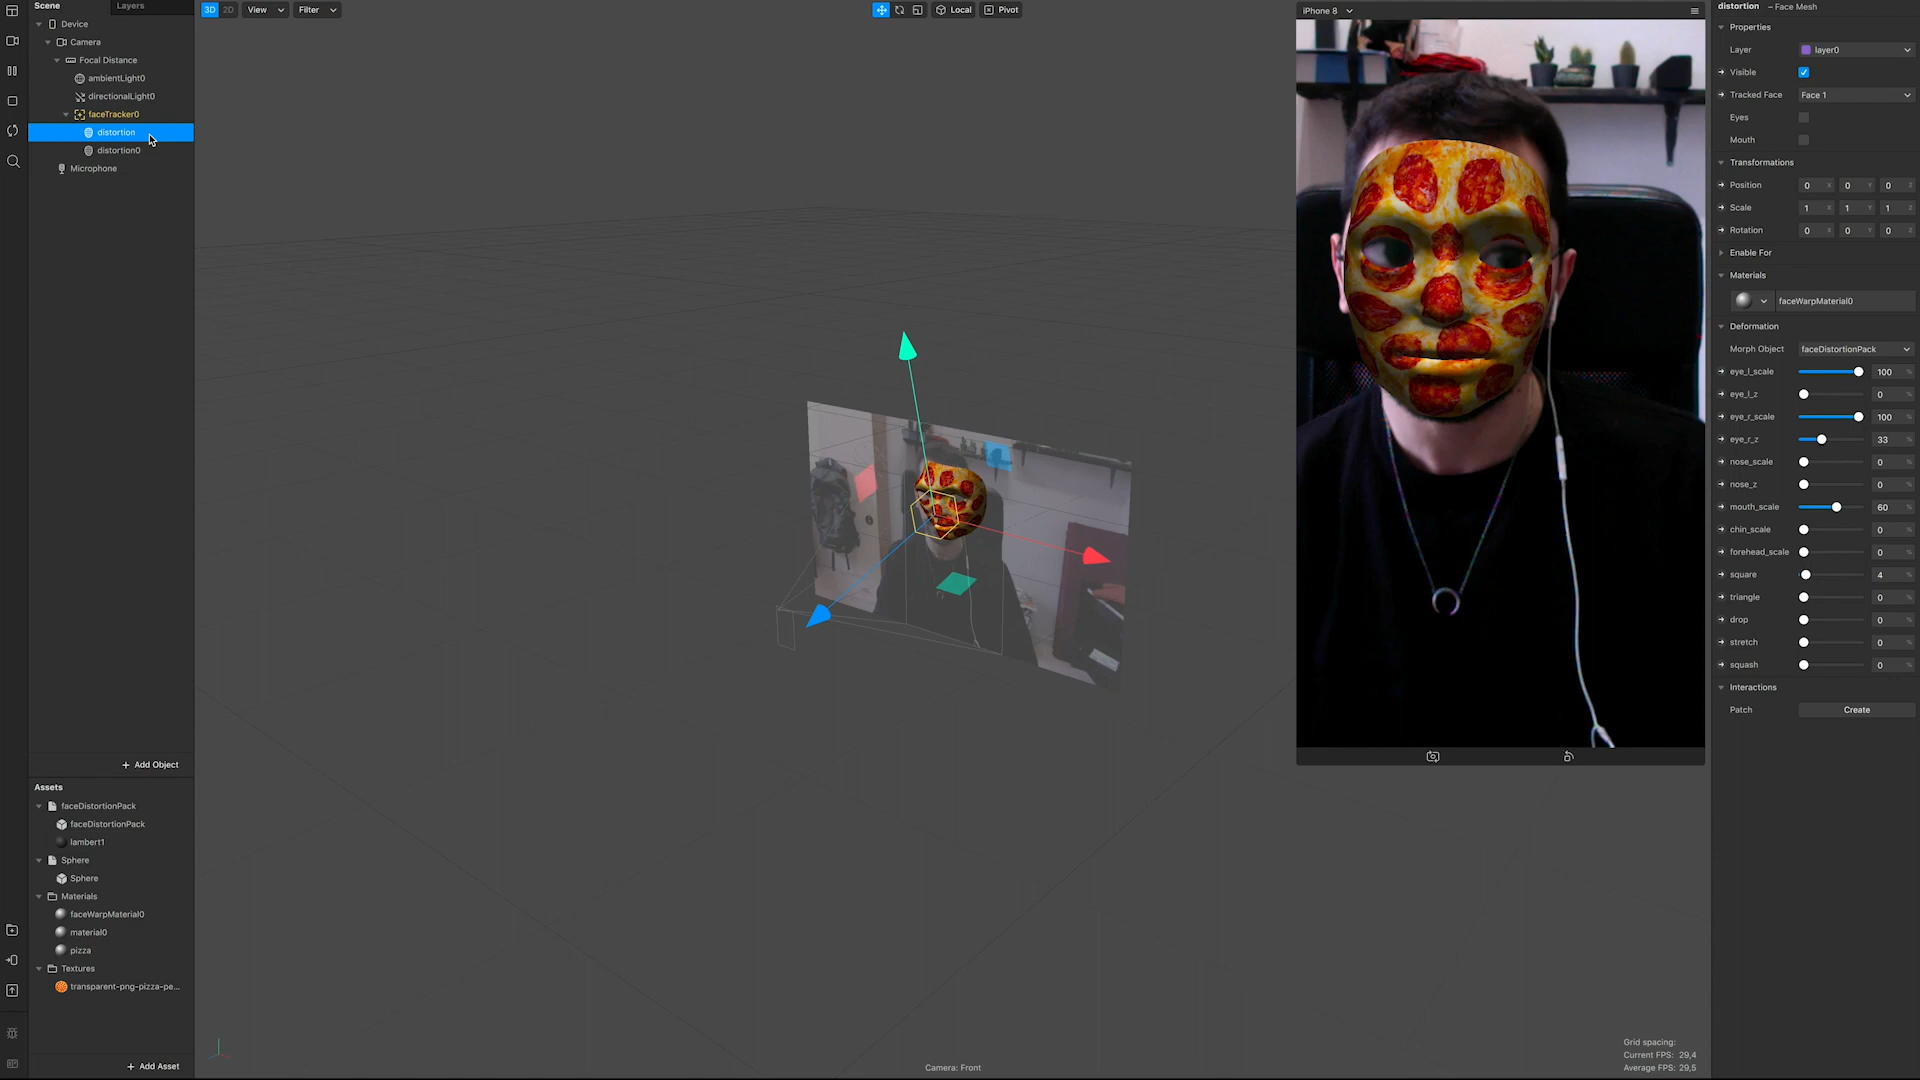 Scene
Layers
Device
Camera
Focal Distance
ambientLight0
directionalLight0
faceTracker0
distortion
distortion0
Microphone
+ Add Object
Assets
faceDistortionPack
faceDistortionPack
lambert1
Sphere
Sphere
Materials
faceWarpMaterial0
material0
pizza
Textures
transparent-png-pizza-pe...
+ Add Asset
3D 2D View Filter
Local Pivot
Camera: Front
Grid spacing:
Current FPS: 29,4
Average FPS: 29,5
iPhone 8
distortion – Face Mesh
Properties
Layer layer0
Visible
Tracked Face Face 1
Eyes
Mouth
Transformations
Position 0 X 0 Y 0 Z
Scale 1 X 1 Y 1 Z
Rotation 0 X 0 Y 0 Z
Enable For
Materials
faceWarpMaterial0
Deformation
Morph Object faceDistortionPack
eye_l_scale 100 %
eye_l_z 0 %
eye_r_scale 100 %
eye_r_z 33 %
nose_scale 0 %
nose_z 0 %
mouth_scale 60 %
chin_scale 0 %
forehead_scale 0 %
square 4 %
triangle 0 %
drop 0 %
stretch 0 %
squash 0 %
Interactions
Patch Create